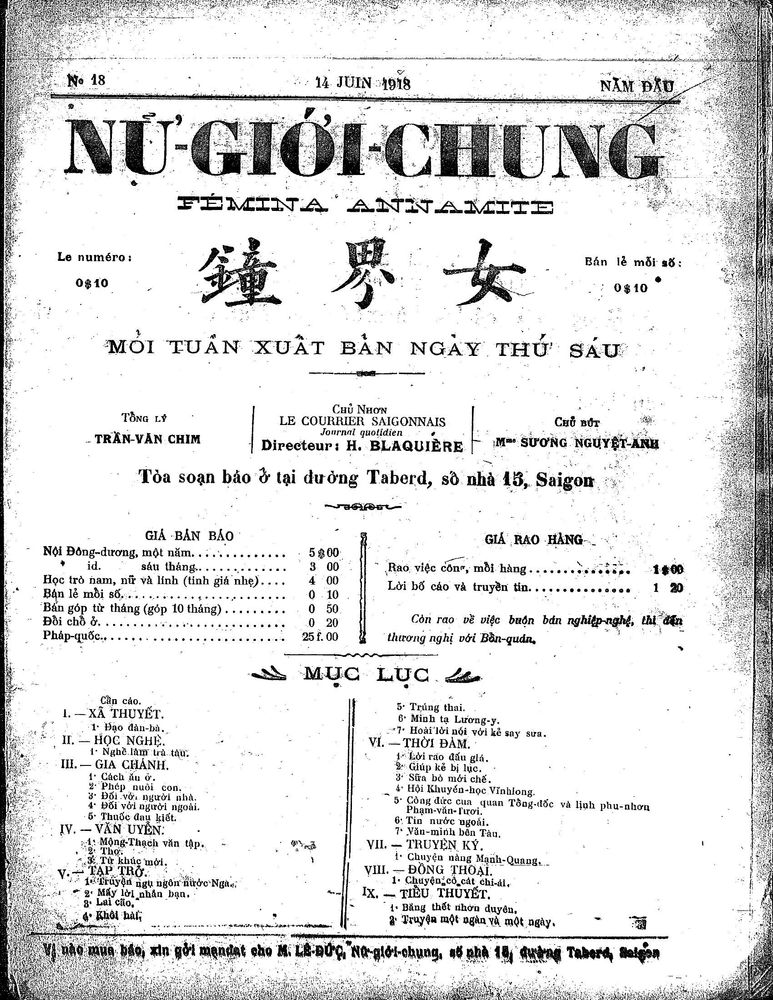 No 18
14 JUIN 1918
NĂM ĐẦU
NỮ-GIỚI-CHUNG
FÉMINA ANNAMITE
Le numéro:
0$10
鐘 界 女
Bán lẻ mỗi số:
0$10
MỖI TUẦN XUẤT BẢN NGÀY THỨ SÁU
TỔNG LÝ
TRẦN-VĂN CHIM
CHỦ NHƠN
LE COURRIER SAIGONNAIS
Journal quotidien
Directeur: H. BLAQUIÈRE
CHỦ BÚT
Mme SƯƠNG NGUYỆT-ANH
Tòa soạn báo ở tại đường Taberd, số nhà 15, Saigon
GIÁ BÁN BÁO
Nội Đông-dương, một năm.............. 5$00
id. sáu tháng.............. 3 00
Học trò nam, nữ và lính (tính giá nhẹ).... 4 00
Bán lẻ mỗi số.............. 0 10
Bán góp từ tháng (góp 10 tháng)......... 0 50
Đổi chỗ ở.............. 0 20
Pháp-quốc.............. 25 f. 00
GIÁ RAO HÀNG
Rao việc công, mỗi hàng.............. 1$00
Lời bố cáo và truyền tin.............. 1 20
Còn rao về việc buôn bán nghiệp-nghệ, thì đến
thương nghị với Bổn-quán.
MỤC LỤC
Cần cáo.
I. — XÃ THUYẾT.
1· Đạo đàn-bà.
II. — HỌC NGHỆ.
1· Nghề làm trà tàu.
III. — GIA CHÁNH.
1· Cách ăn ở.
2· Phép nuôi con.
3· Đối với người nhà.
4· Đối với người ngoài.
5· Thuốc đau kiết.
IV. — VĂN UYỂN.
1· Mộng-Thạch văn tập.
2· Thơ.
3· Từ khúc mới.
V. — TẠP TRỞ.
1· Truyện ngụ ngôn nước Nga.
2· Mấy lời nhắn bạn.
3· Lai cảo.
4· Khôi hài.
5· Trúng thai.
6· Minh tạ Lương-y.
7· Hoài lời nói với kẻ say sưa.
VI. — THỜI ĐÀM.
1· Lời rao đấu giá.
2· Giúp kẻ bị lục.
3· Sữa bò mới chế.
4· Hội Khuyến-học Vĩnhlong.
5· Công đức của quan Tổng-đốc và lịnh phu-nhơn
Phạm-văn-Tươi.
6· Tin nước ngoài.
7· Văn-minh bên Tàu.
VII. — TRUYỆN KÝ.
1· Chuyện nàng Mạnh-Quang.
VIII. — ĐỒNG THOẠI.
1· Chuyện cô cát chi-ái.
IX. — TIỂU THUYẾT.
1· Băng thết nhơn duyên.
2· Truyện một ngàn và một ngày.
Vị nào mua báo, xin gởi mandat cho M. LÊ-ĐỨC, Nữ-giới-chung, số nhà 15, đường Taberd, Saigon